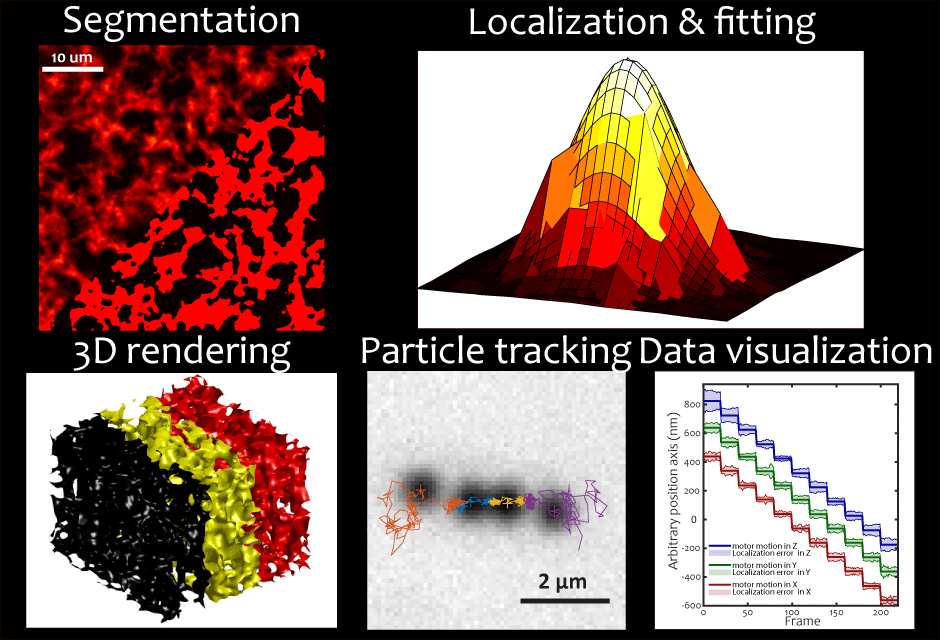 Segmentation
Localization & fitting
10 um
3D rendering
Particle tracking
Data visualization
2 μm
Arbitrary position axis (nm)
800
600
400
200
0
-200
-400
-600
motor motion in Z
Localization error in Z
motor motion in Y
Localization error in Y
motor motion in X
Localization error in X
0 50 100 150 200
Frame